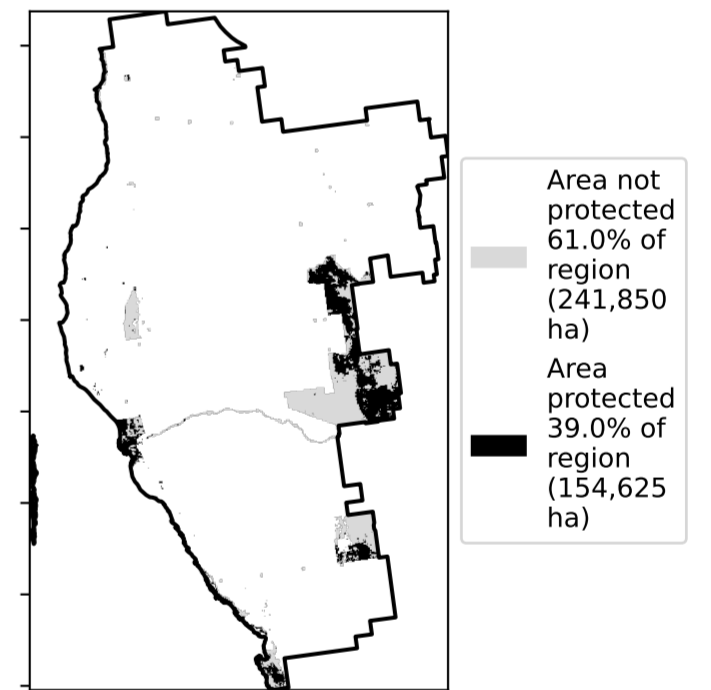 Area not
protected
61.0% of
region
(241,850
ha)
Area
protected
39.0% of
region
(154,625
ha)